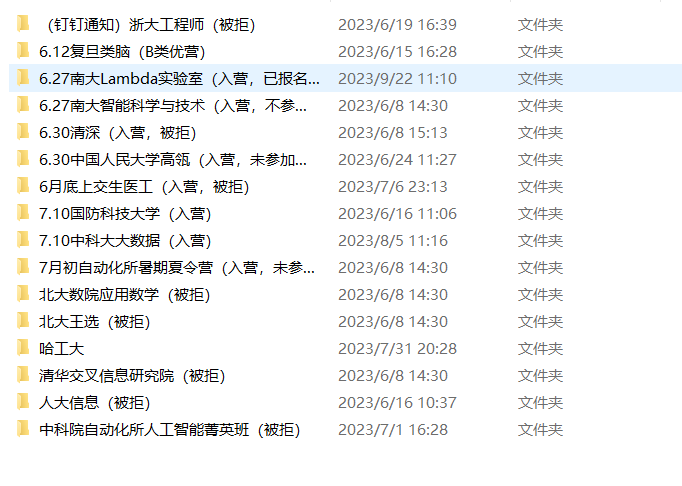 （钉钉通知）浙大工程师（被拒） 2023/6/19 16:39 文件夹
6.12复旦类脑（B类优营） 2023/6/15 16:28 文件夹
6.27南大Lambda实验室（入营，已报名... 2023/9/22 11:10 文件夹
6.27南大智能科学与技术（入营，不参... 2023/6/8 14:30 文件夹
6.30清深（入营，被拒） 2023/6/8 15:13 文件夹
6.30中国人民大学高瓴（入营，未参加... 2023/6/24 11:27 文件夹
6月底上交生医工（入营，被拒） 2023/7/6 23:13 文件夹
7.10国防科技大学（入营） 2023/6/16 11:06 文件夹
7.10中科大大数据（入营） 2023/8/5 11:16 文件夹
7月初自动化所暑期夏令营（入营，未参... 2023/6/8 14:30 文件夹
北大数院应用数学（被拒） 2023/6/8 14:30 文件夹
北大王选（被拒） 2023/6/8 14:30 文件夹
哈工大 2023/7/31 20:28 文件夹
清华交叉信息研究院（被拒） 2023/6/8 14:30 文件夹
人大信息（被拒） 2023/6/16 10:37 文件夹
中科院自动化所人工智能菁英班（被拒） 2023/7/1 16:28 文件夹